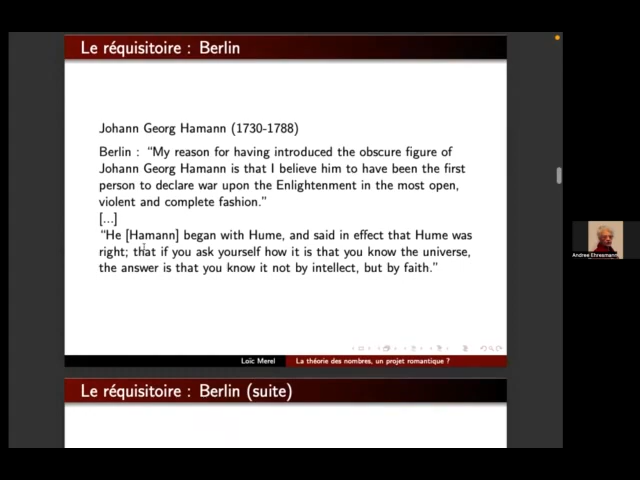 Le réquisitoire : Berlin
Johann Georg Hamann (1730-1788)
Berlin : “My reason for having introduced the obscure figure of
Johann Georg Hamann is that I believe him to have been the first
person to declare war upon the Enlightenment in the most open,
violent and complete fashion.”
[...]
“He [Hamann] began with Hume, and said in effect that Hume was
right; that if you ask yourself how it is that you know the universe,
the answer is that you know it not by intellect, but by faith.”
Andree Ehresmann
Loïc Merel La théorie des nombres, un projet romantique ?
Le réquisitoire : Berlin (suite)